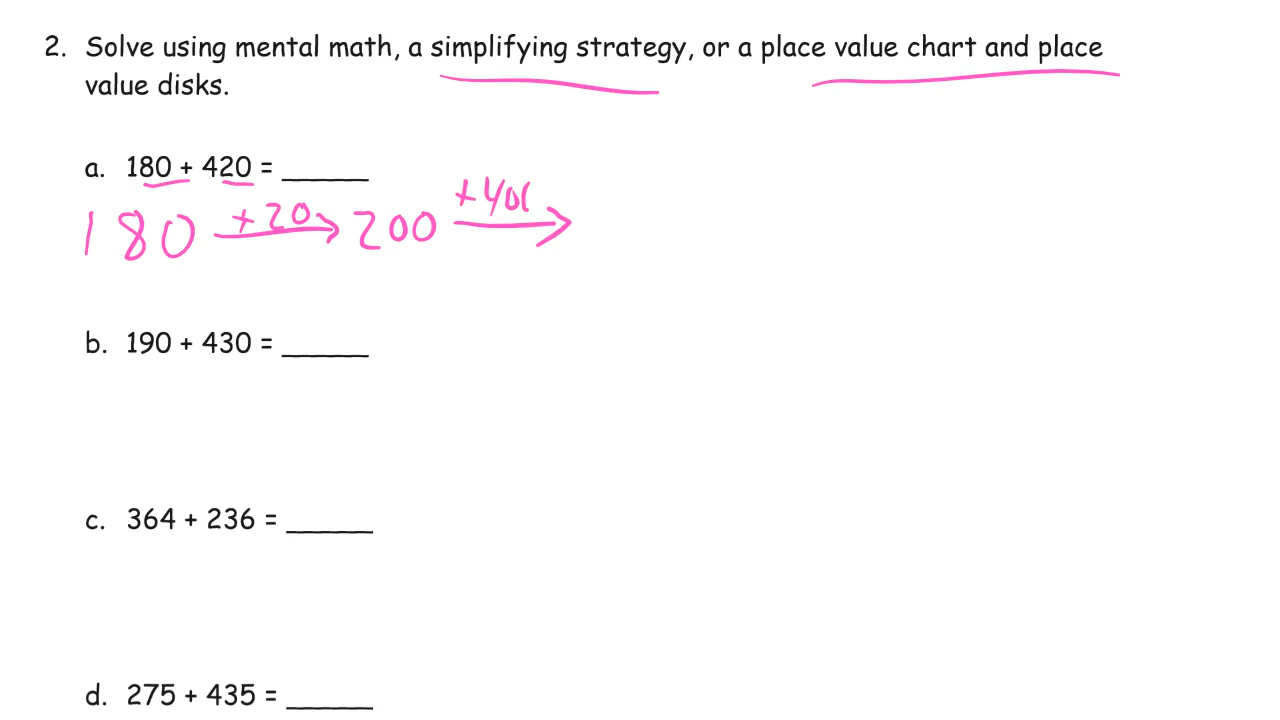 2. Solve using mental math, a simplifying strategy, or a place value chart and place
value disks.
a. 180 + 420 = ______
180 +20 200 +400
b. 190 + 430 = ______
c. 364 + 236 = ______
d. 275 + 435 = ______